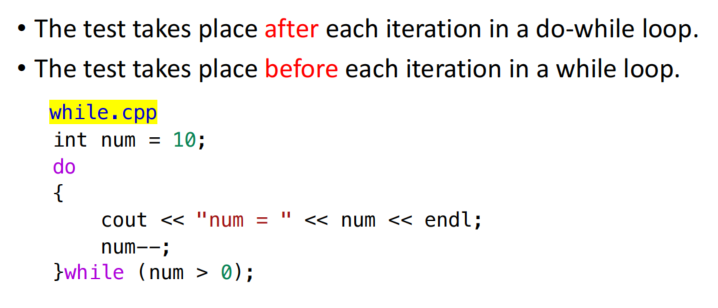 • The test takes place after each iteration in a do-while loop.
• The test takes place before each iteration in a while loop.
while.cpp
int num = 10;
do
{
    cout << "num = " << num << endl;
    num--;
}while (num > 0);